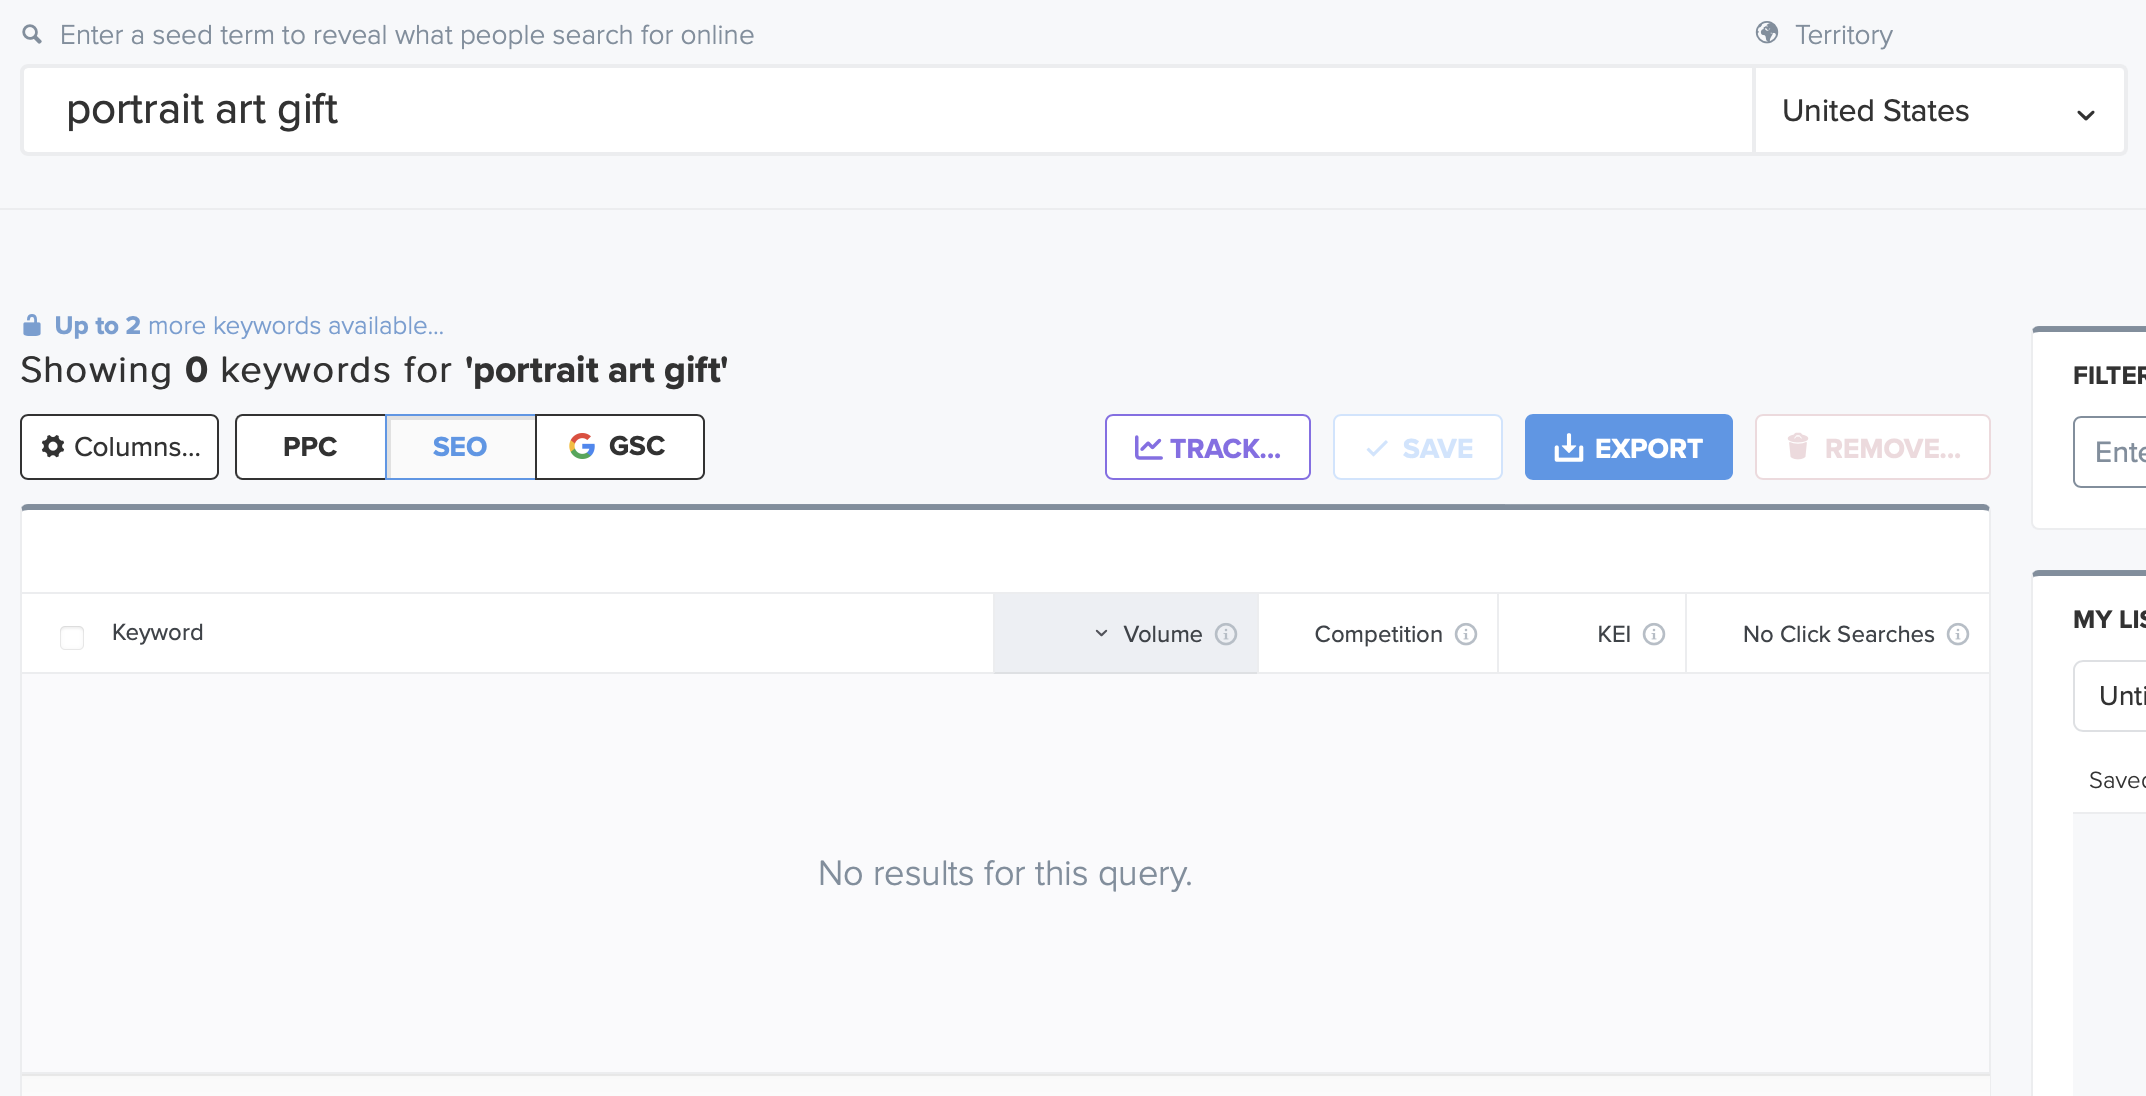 Enter a seed term to reveal what people search for online
Territory
portrait art gift
United States
Up to 2 more keywords available...
Showing 0 keywords for 'portrait art gift'
Columns...
PPC
SEO
GSC
TRACK...
SAVE
EXPORT
REMOVE...
Keyword
Volume
Competition
KEI
No Click Searches
No results for this query.
FILTER
Ente
MY LIS
Unti
Saved